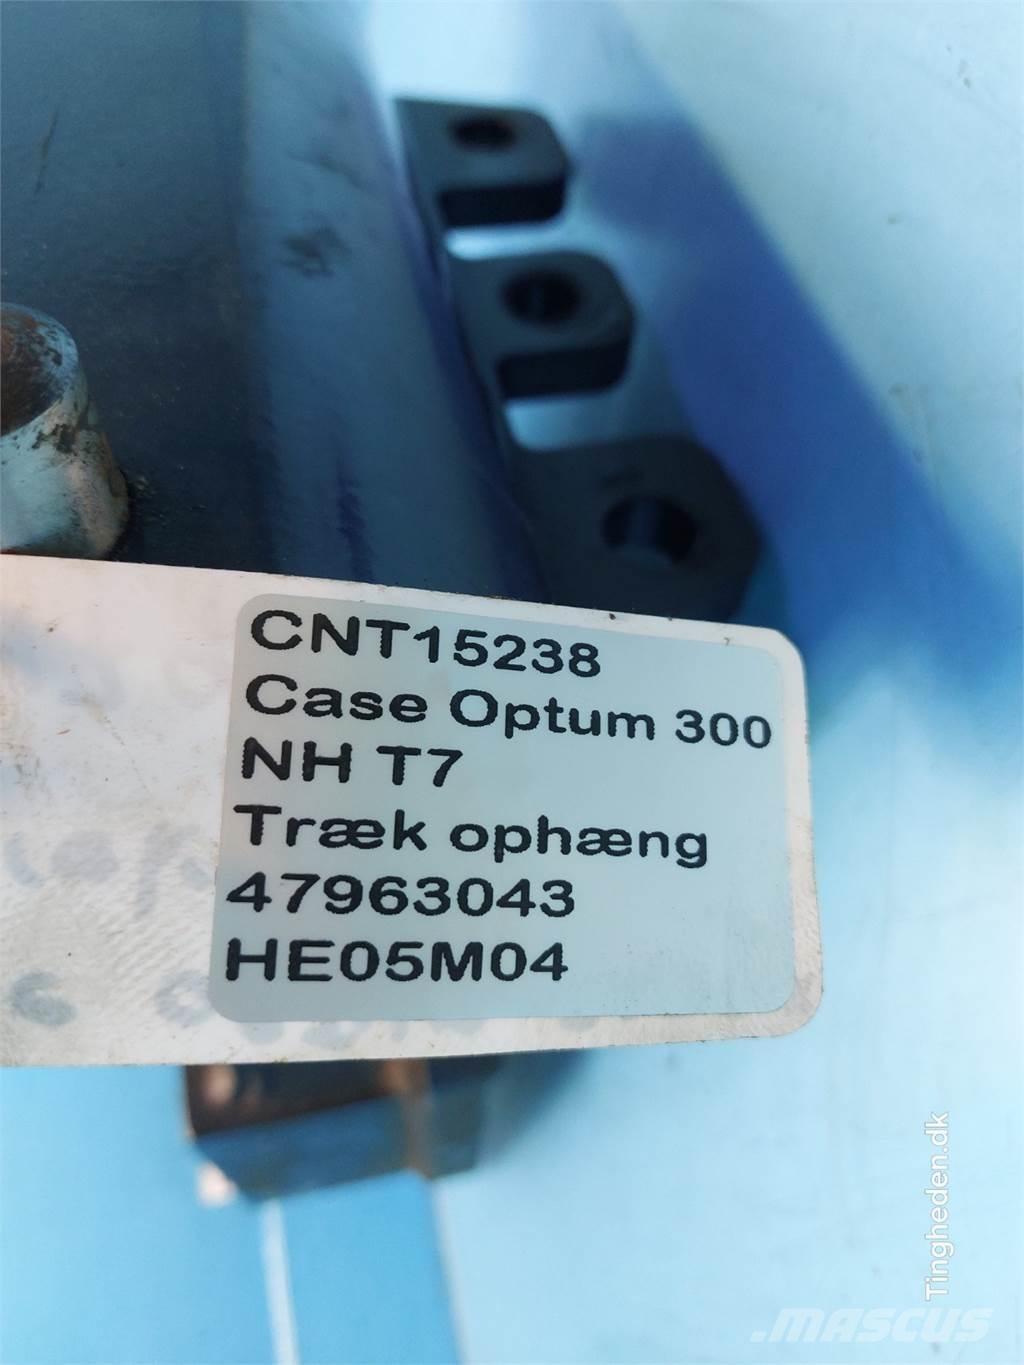 CNT15238
Case Optum 300
NH T7
Træk ophæng
47963043
HE05M04
Tingheden.dk
.MASCUS